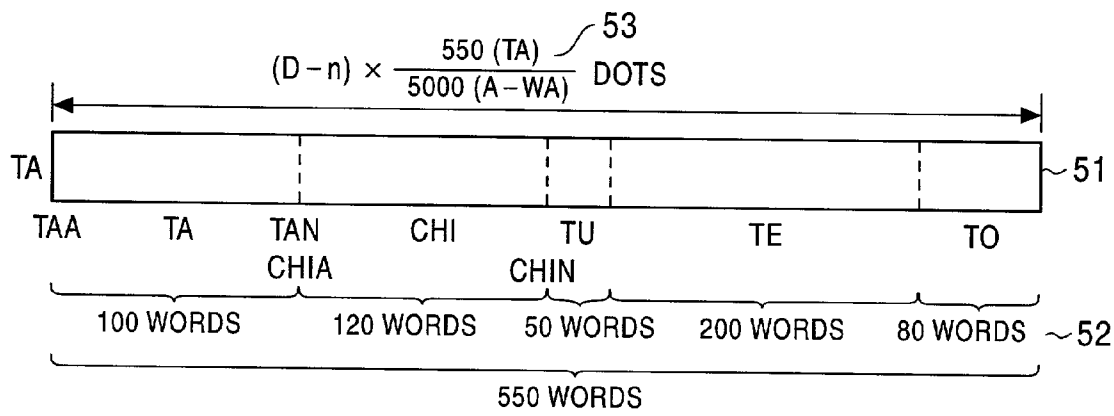 53
(D-n) × 550 (TA) / 5000 (A-WA) DOTS
TA
51
TAA TA TAN CHI TU TE TO
CHIA CHIN
100 WORDS 120 WORDS 50 WORDS 200 WORDS 80 WORDS
52
550 WORDS